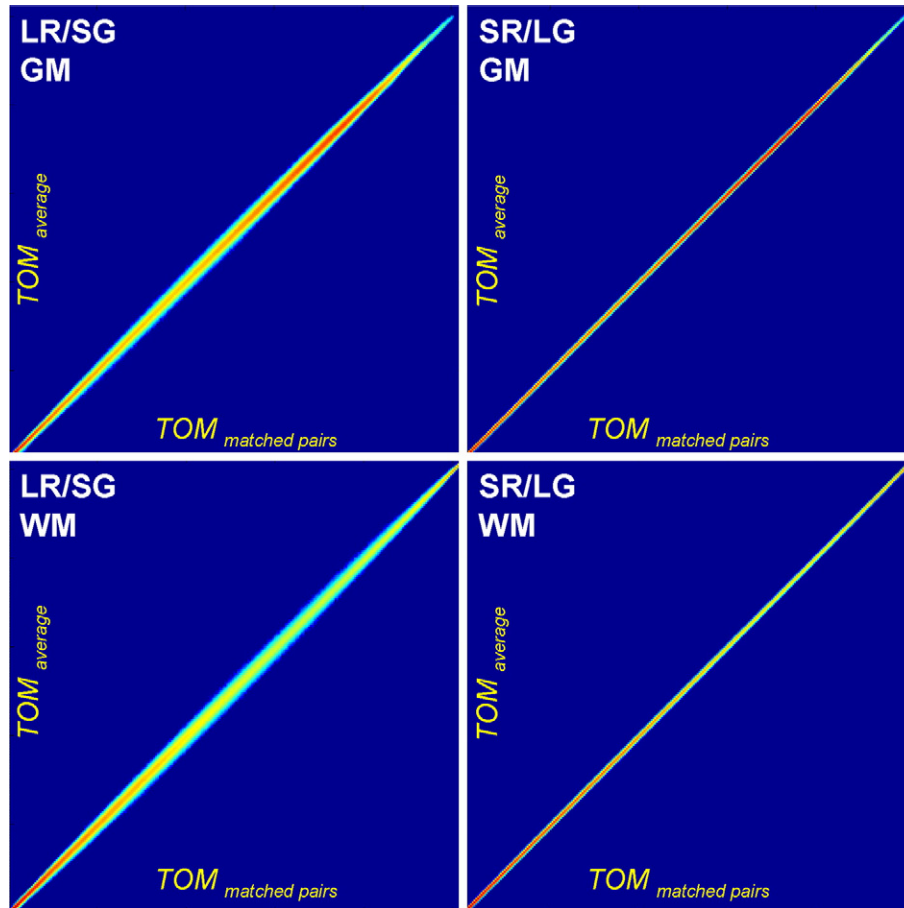 LR/SG
GM
TOM average
TOM matched pairs
SR/LG
GM
TOM average
TOM matched pairs
LR/SG
WM
TOM average
TOM matched pairs
SR/LG
WM
TOM average
TOM matched pairs